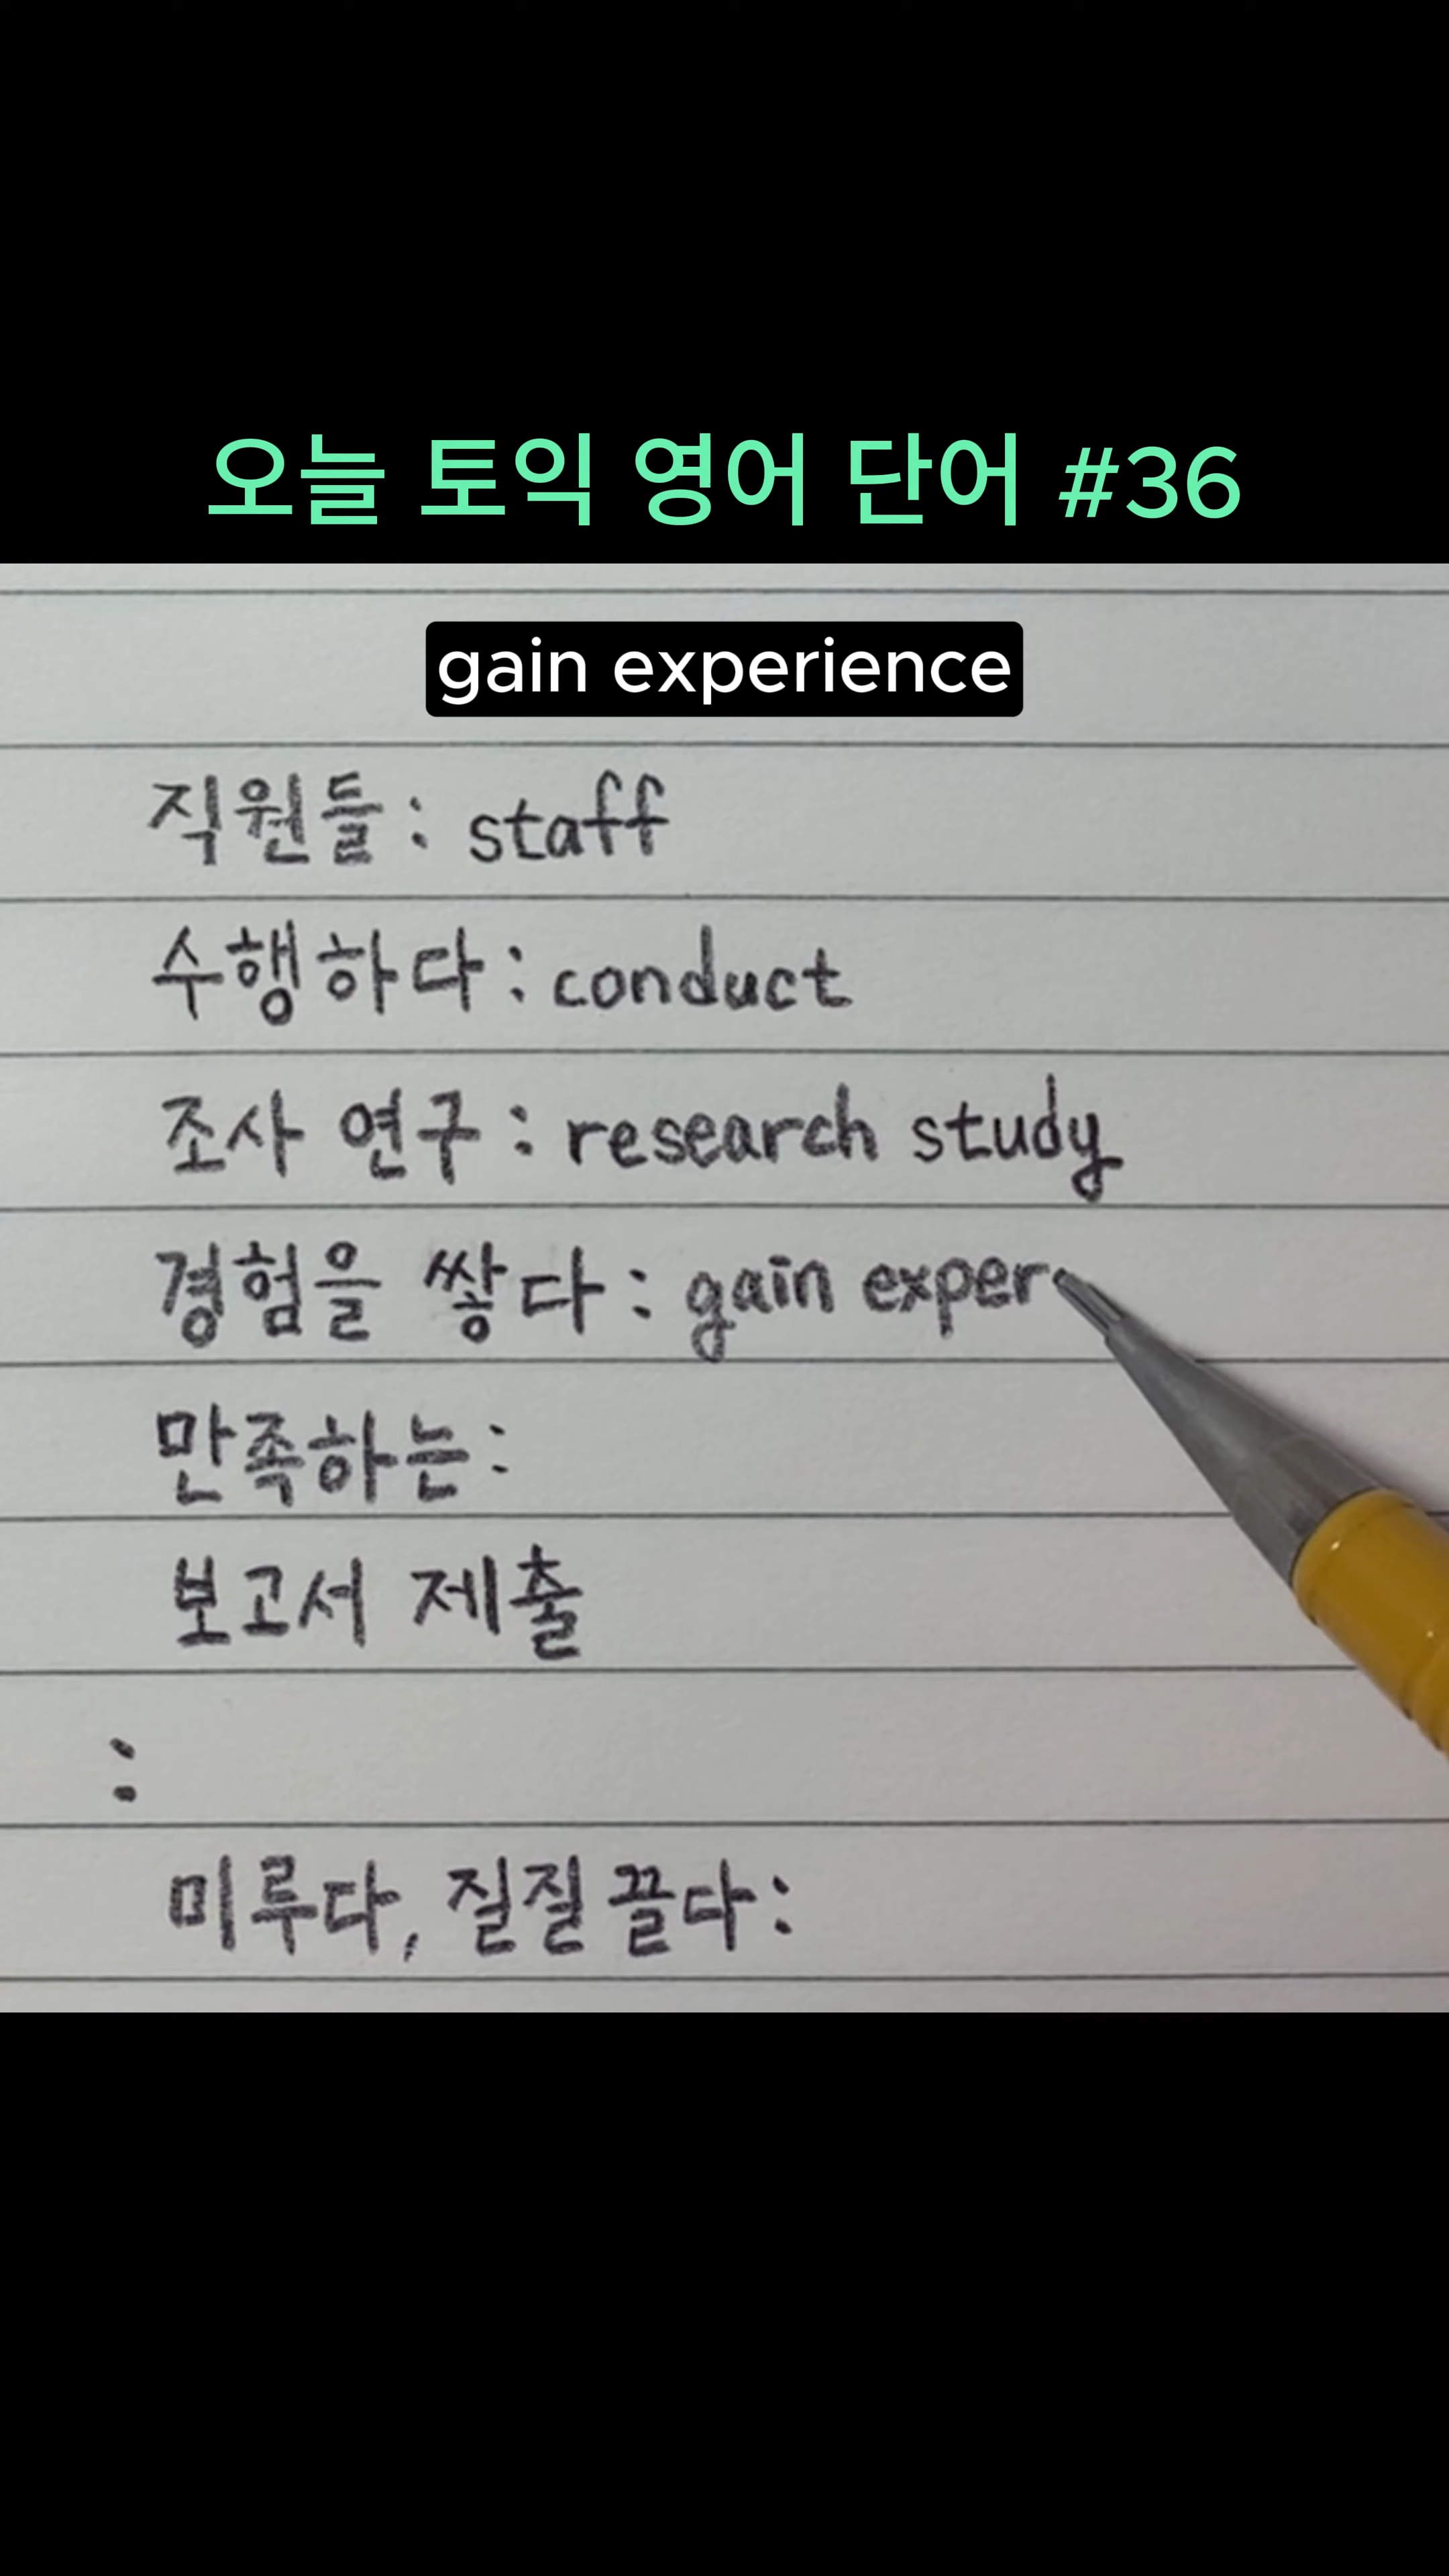 오늘 토익 영어 단어 #36
gain experience
직원들: staff
수행하다: conduct
조사 연구: research study
경험을 쌓다: gain exper
만족하는:
보고서 제출
:
미루다, 질질 끌다: